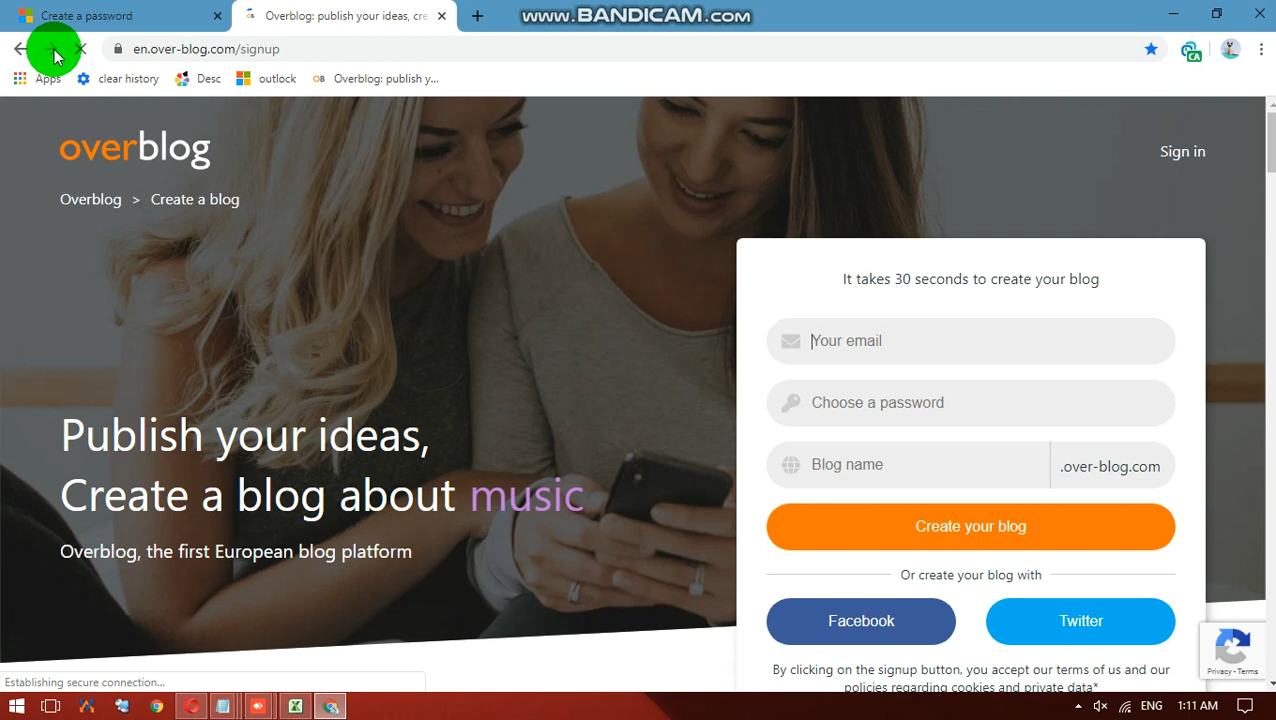 Create a password
Overblog: publish your ideas, cre
www.BANDICAM.com
en.over-blog.com/signup
CA
Apps
clear history
Desc
outlock
OB
Overblog: publish y...
overblog
Sign in
Overblog > Create a blog
It takes 30 seconds to create your blog
Your email
Choose a password
Blog name
.over-blog.com
Create your blog
Or create your blog with
Facebook
Twitter
By clicking on the signup button, you accept our terms of us and our
policies regarding cookies and private data*
Publish your ideas,
Create a blog about music
Overblog, the first European blog platform
Privacy - Terms
Establishing secure connection...
ENG
1:11 AM